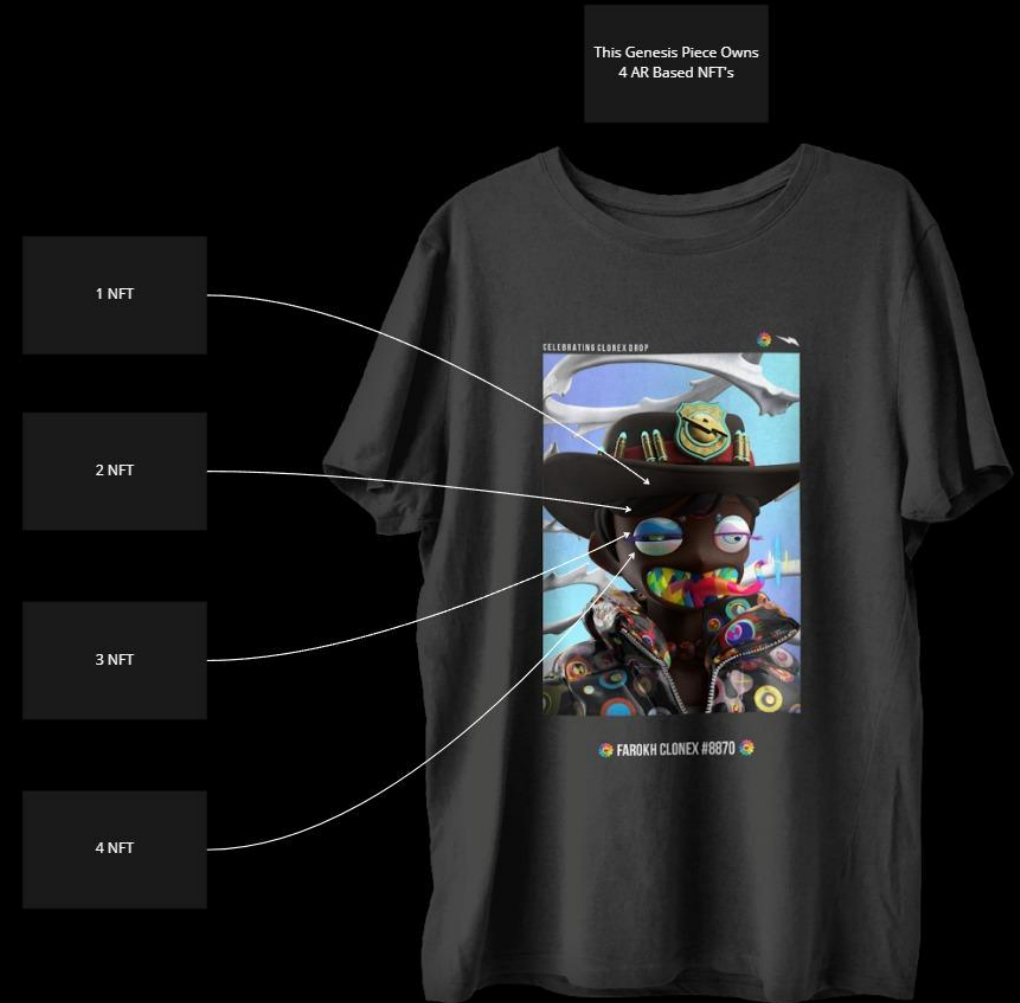 This Genesis Piece Owns
4 AR Based NFT's
1 NFT
2 NFT
3 NFT
4 NFT
CELEBRATING CLONEX DROP
FAROKH CLONEX #8870